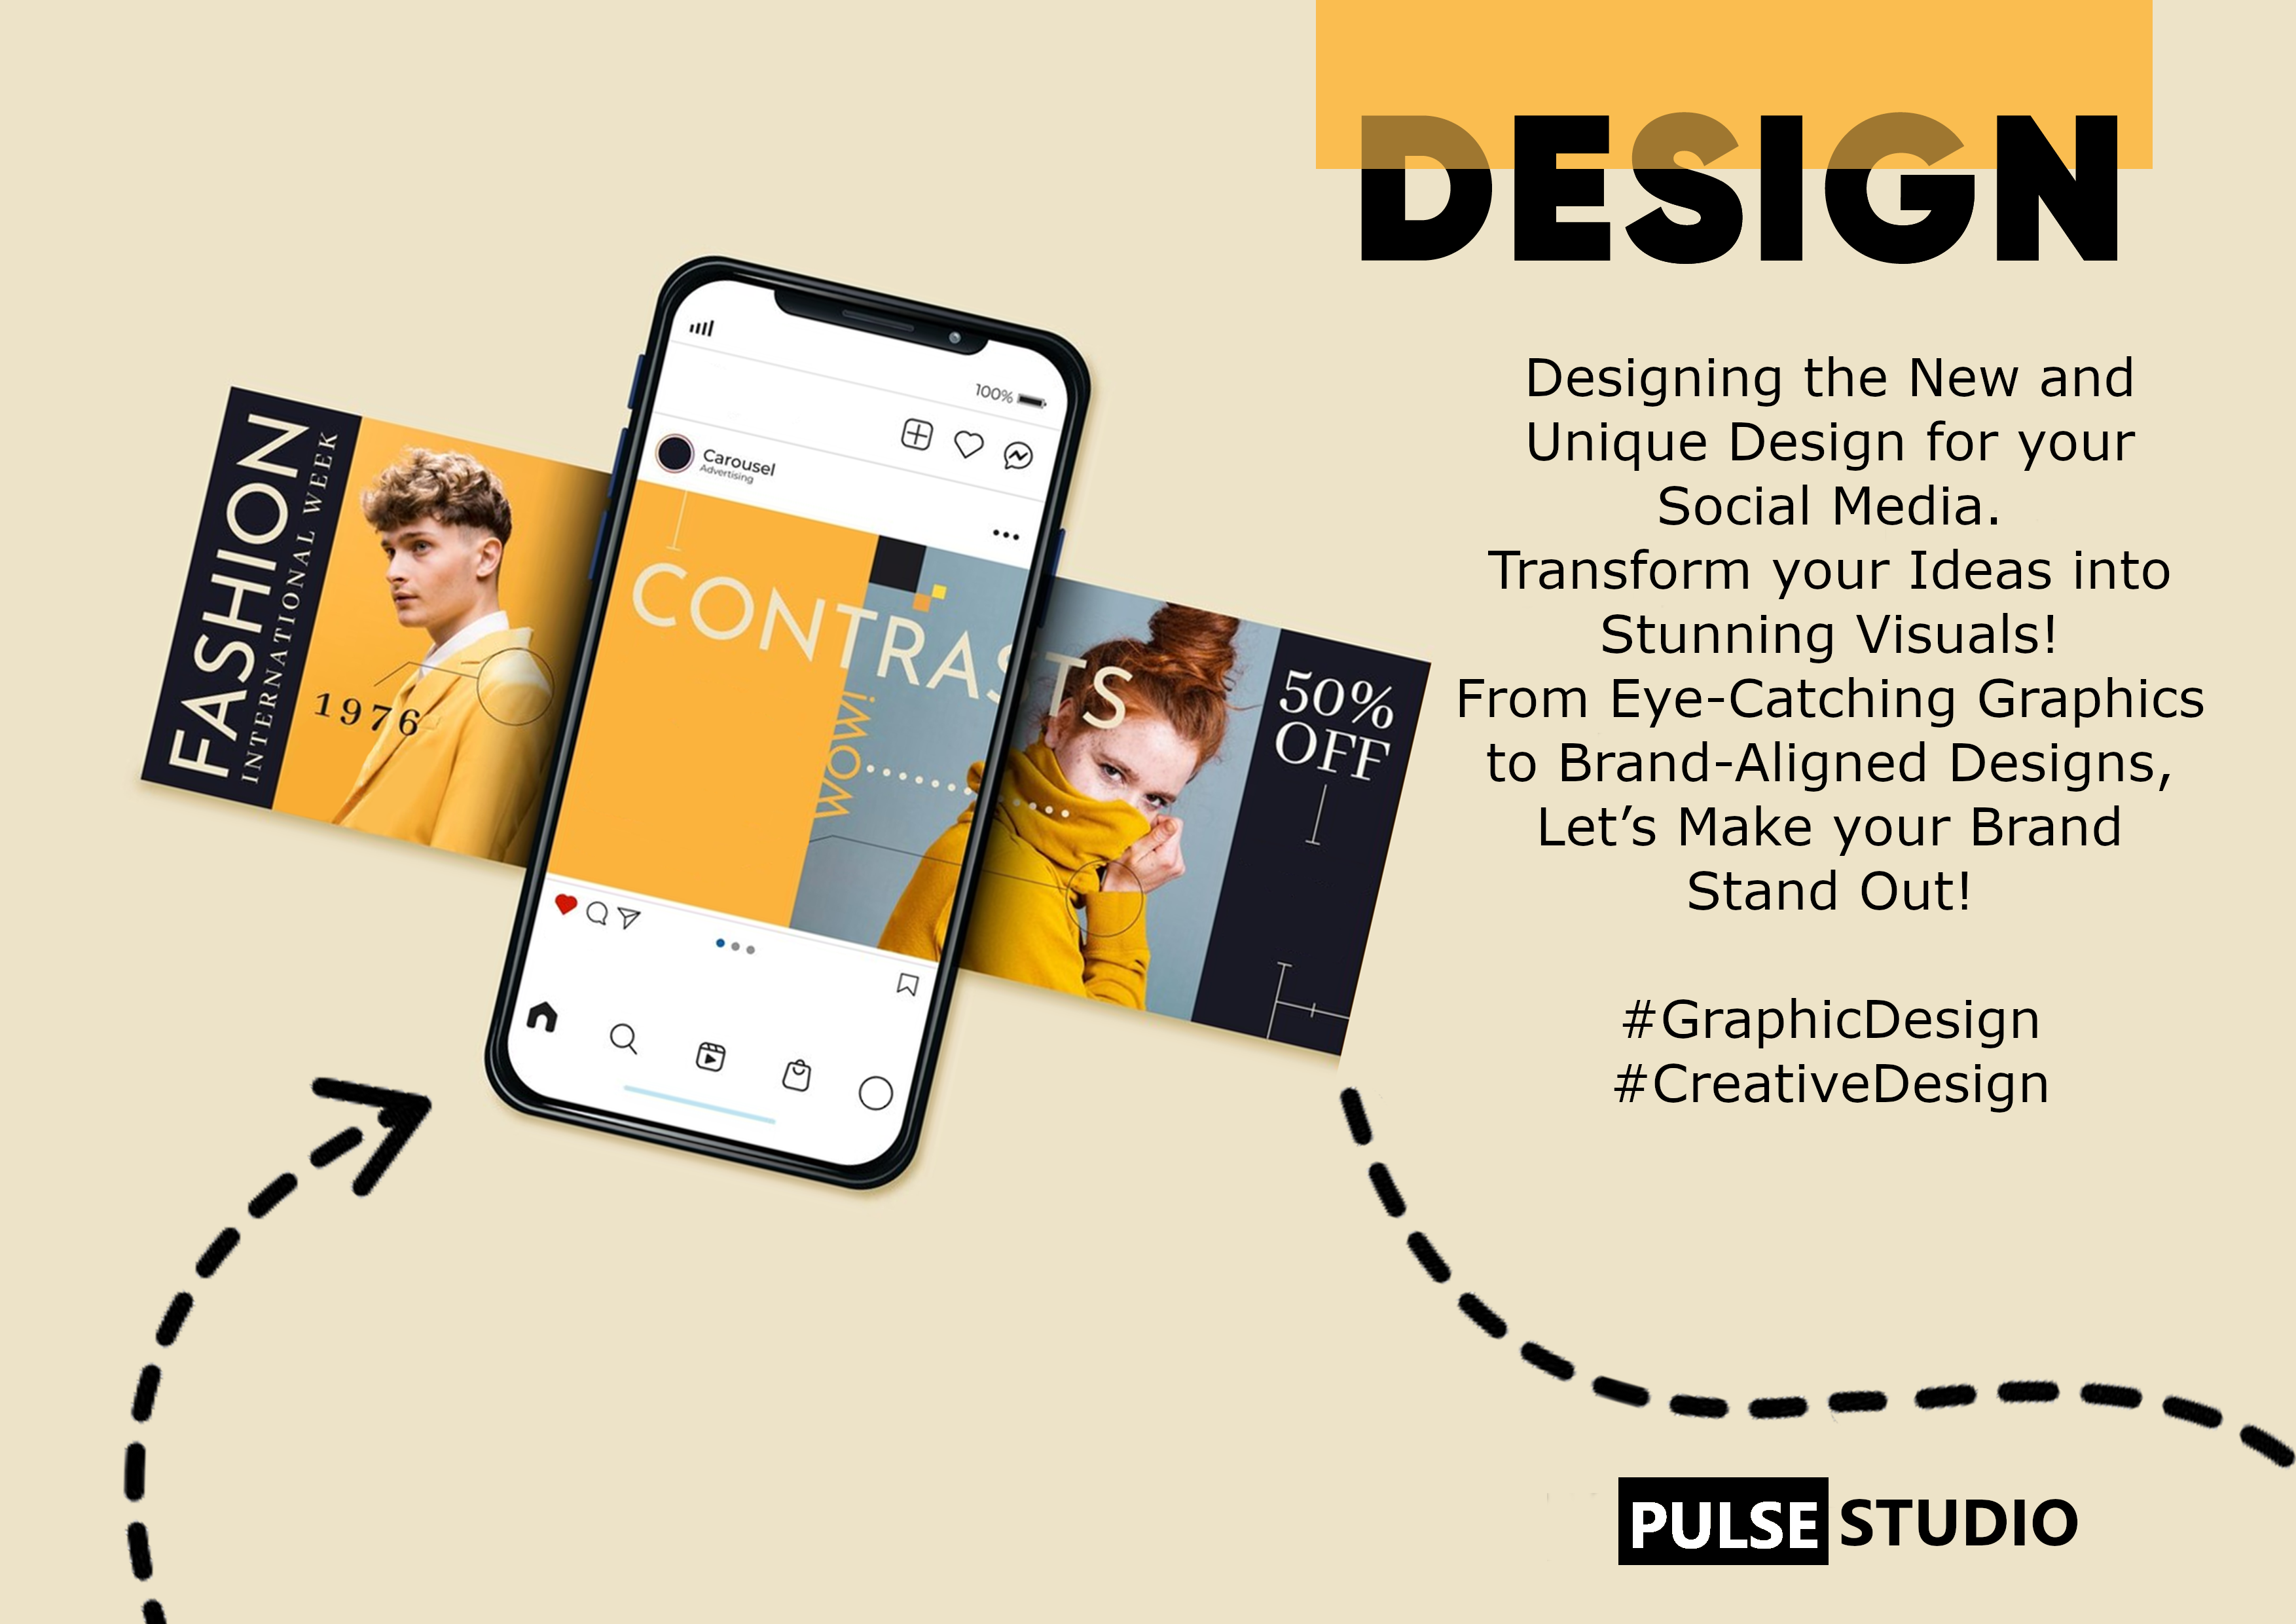 DESIGN
Designing the New and
Unique Design for your
Social Media.
Transform your Ideas into
Stunning Visuals!
From Eye-Catching Graphics
to Brand-Aligned Designs,
Let’s Make your Brand
Stand Out!
#GraphicDesign
#CreativeDesign
FASHION
INTERNATIONAL WEEK
1976
100%
Carousel
Advertising
CONTRASTS
WOW!
50%
OFF
PULSE STUDIO